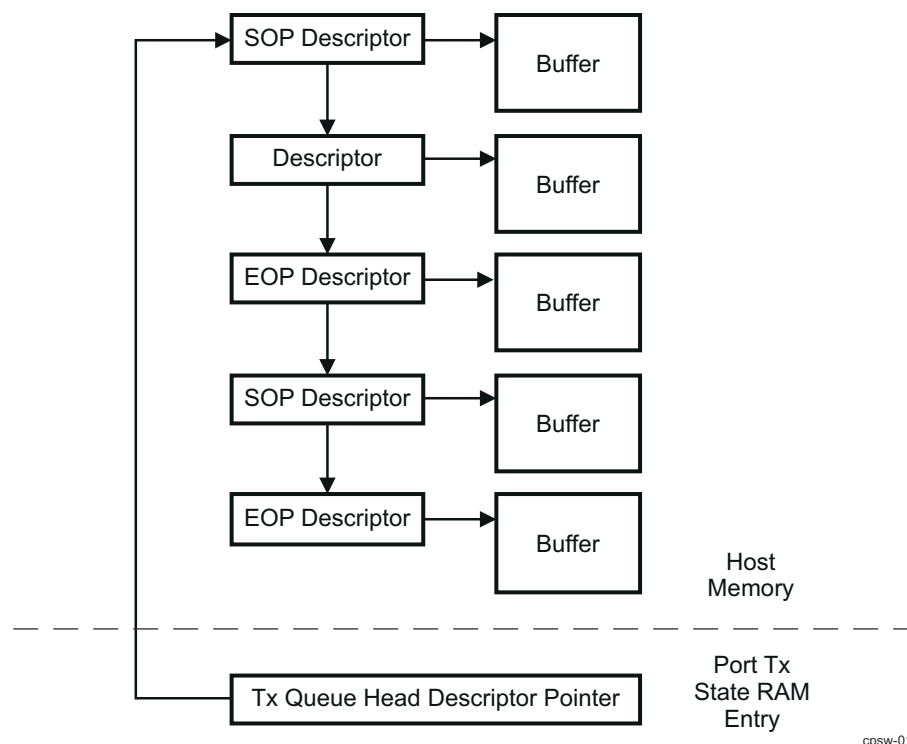 SOP Descriptor
Buffer
Descriptor
Buffer
EOP Descriptor
Buffer
SOP Descriptor
Buffer
EOP Descriptor
Buffer
Host
Memory
Tx Queue Head Descriptor Pointer
Port Tx
State RAM
Entry